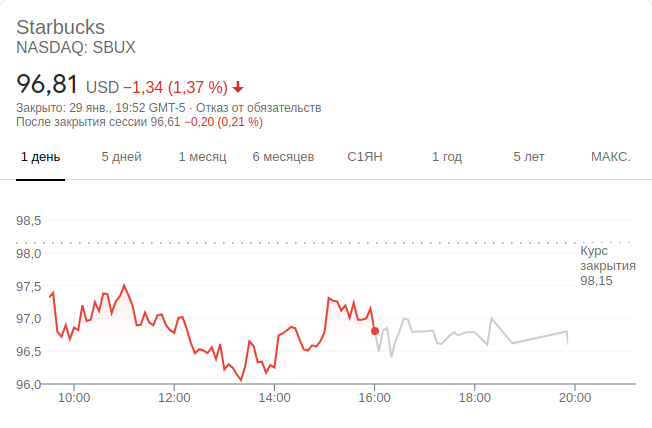 Starbucks
NASDAQ: SBUX
96,81 USD −1,34 (1,37 %)
Закрыто: 29 янв., 19:52 GMT-5 · Отказ от обязательств
После закрытия сессии 96,61 −0,20 (0,21 %)
1 день 5 дней 1 месяц 6 месяцев С1ЯН 1 год 5 лет МАКС.
98,5
98,0
Курс
закрытия
98,15
97,5
97,0
96,5
96,0
10:00 12:00 14:00 16:00 18:00 20:00